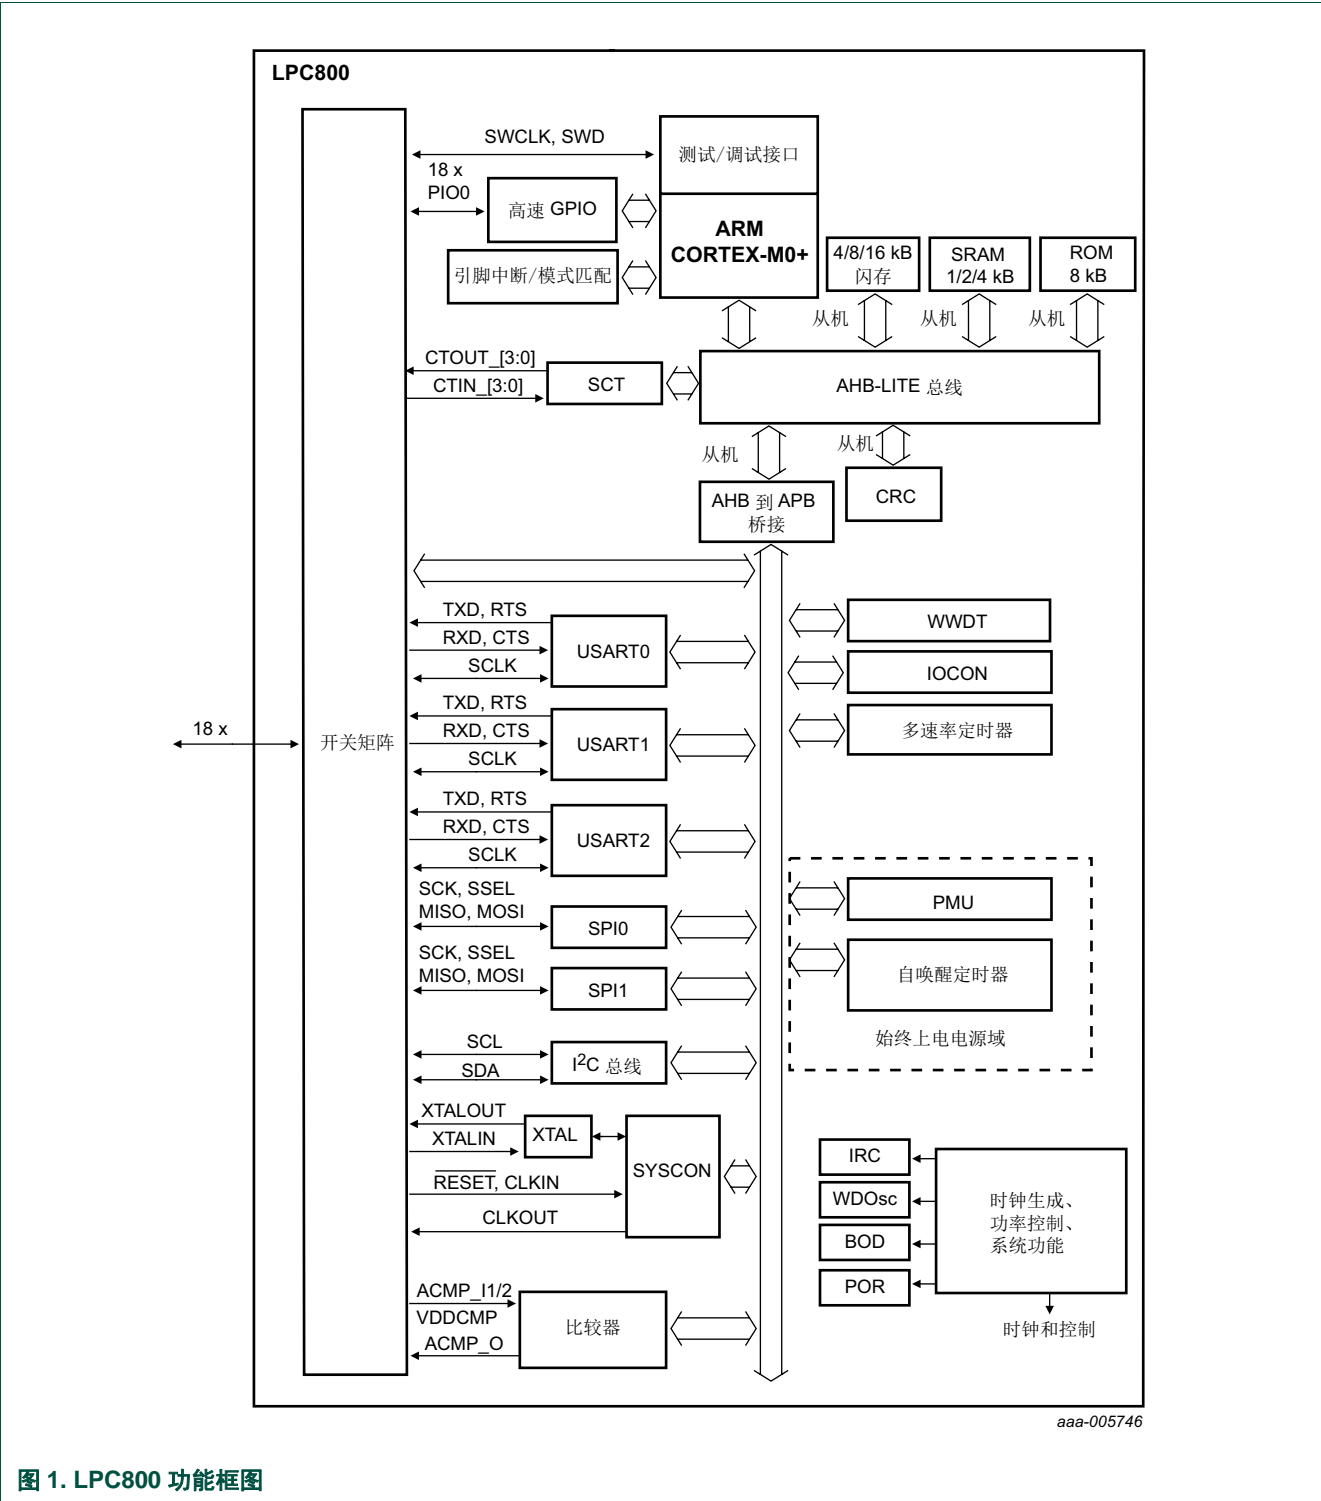 LPC800
SWCLK, SWD
测试/调试接口
18 x
PIO0
高速 GPIO
ARM
CORTEX-M0+
引脚中断/模式匹配
4/8/16 kB
闪存
SRAM
1/2/4 kB
ROM
8 kB
从机
从机
从机
CTOUT_[3:0]
CTIN_[3:0]
SCT
AHB-LITE 总线
从机
从机
AHB 到 APB
桥接
CRC
TXD, RTS
RXD, CTS
SCLK
USART0
WWDT
IOCON
18 x
开关矩阵
TXD, RTS
RXD, CTS
SCLK
USART1
多速率定时器
TXD, RTS
RXD, CTS
SCLK
USART2
SCK, SSEL
MISO, MOSI
SPI0
PMU
SCK, SSEL
MISO, MOSI
SPI1
自唤醒定时器
始终上电电源域
SCL
SDA
I2C 总线
XTALOUT
XTALIN
XTAL
RESET, CLKIN
CLKOUT
SYSCON
IRC
WDOsc
BOD
POR
时钟生成、
功率控制、
系统功能
时钟和控制
ACMP_I1/2
VDDCMP
ACMP_O
比较器
aaa-005746
图 1. LPC800 功能框图